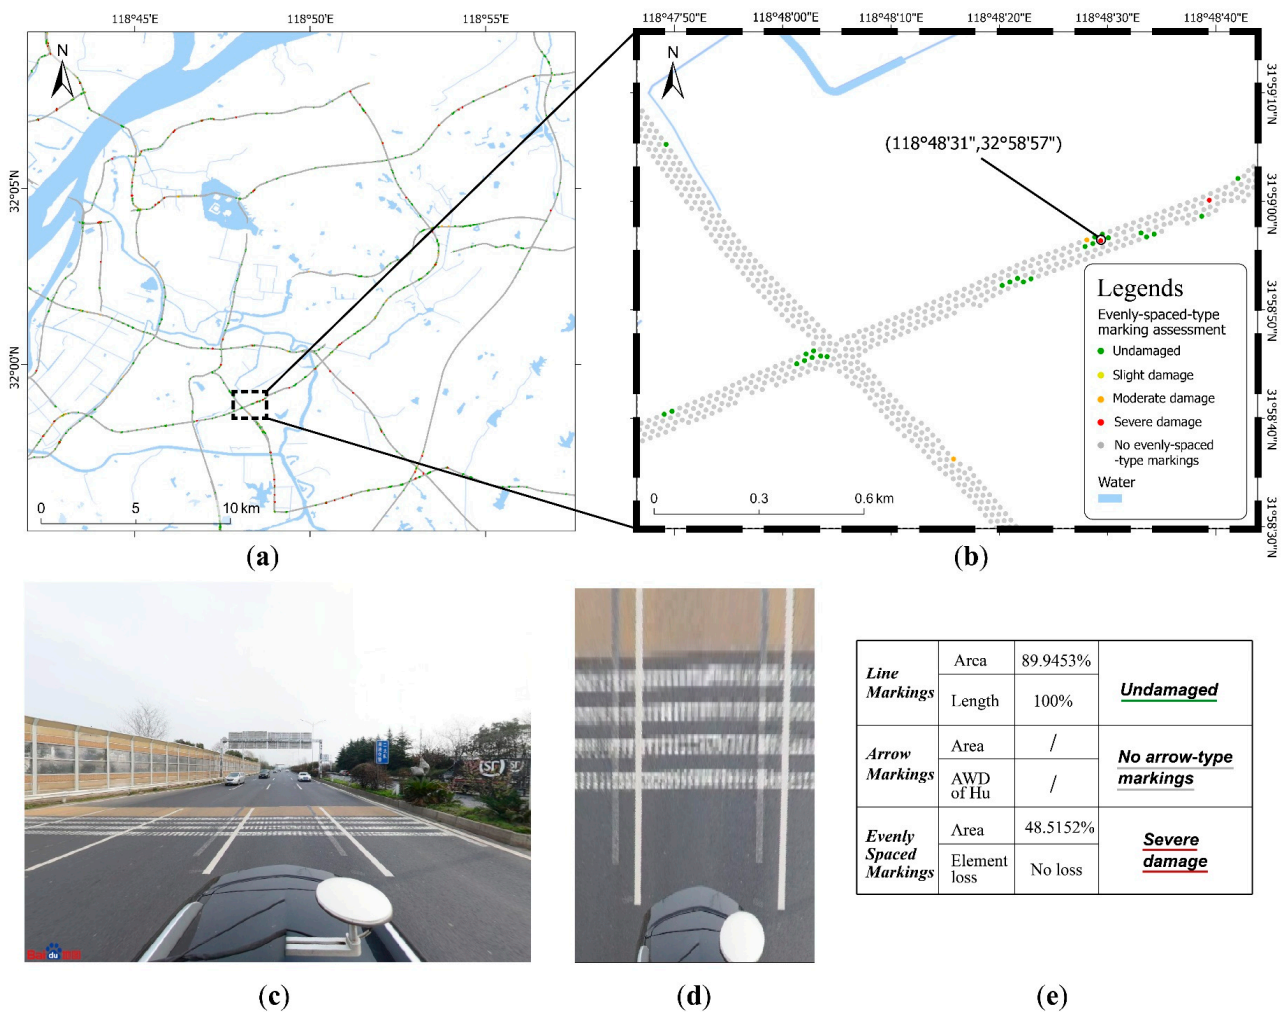 118°45'E 118°50'E 118°55'E
118°47'50"E 118°48'00"E 118°48'10"E 118°48'20"E 118°48'30"E 118°48'40"E
N
32°05'N
32°00'N
0 5 10 km
(a)
N
(118°48'31",32°58'57")
31°59'10"N
31°59'00"N
31°58'50"N
31°58'40"N
31°58'30"N
Legends
Evenly-spaced-type
marking assessment
Undamaged
Slight damage
Moderate damage
Severe damage
No evenly-spaced
-type markings
Water
0 0.3 0.6 km
(b)
SF
Bai du
(c)
(d)
Line
Markings
Area 89.9453%
Length 100%
Undamaged
Arrow
Markings
Area /
AWD
of Hu
/
No arrow-type
markings
Evenly
Spaced
Markings
Area 48.5152%
Element
loss
No loss
Severe
damage
(e)